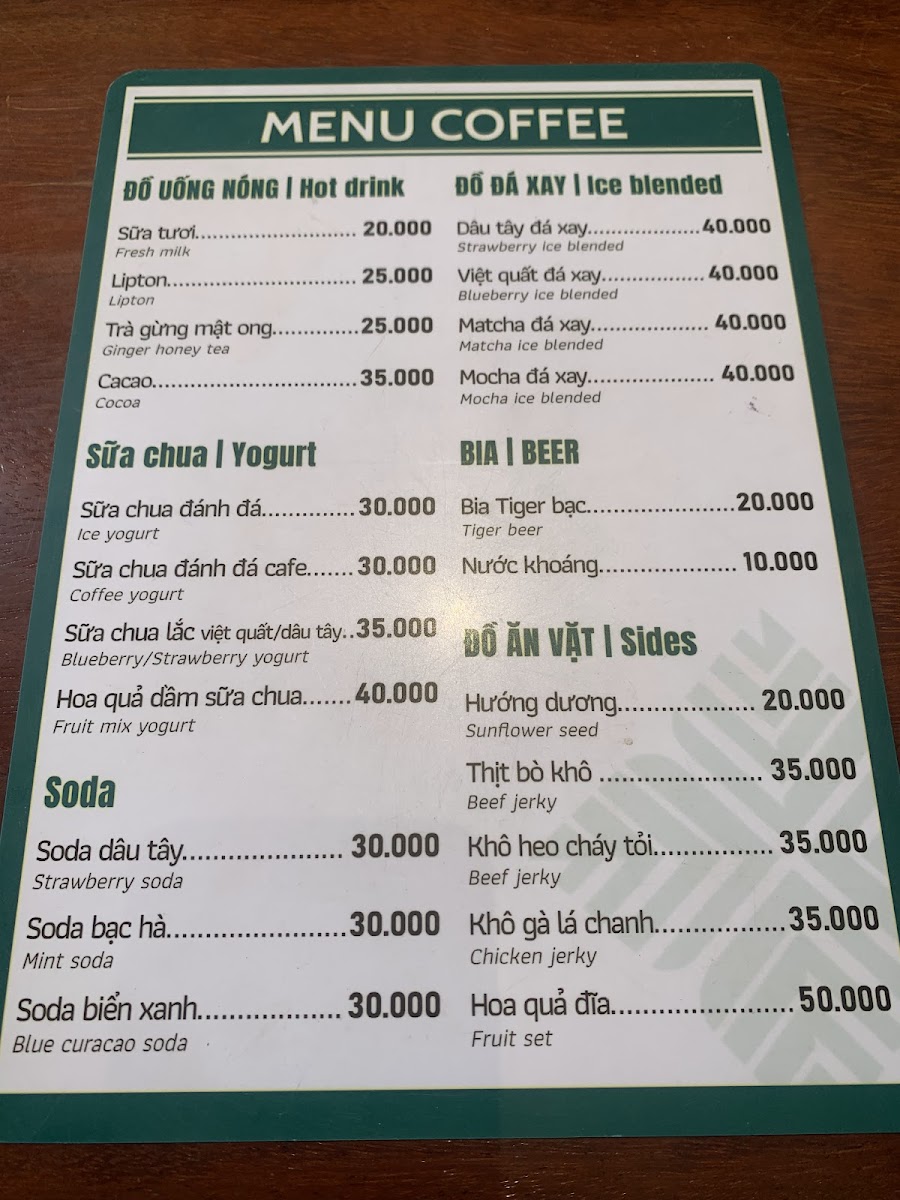 MENU COFFEE
ĐỒ UỐNG NÓNG | Hot drink
Sữa tươi............................ 20.000
Fresh milk
Lipton................................ 25.000
Lipton
Trà gừng mật ong..............25.000
Ginger honey tea
Cacao.................................35.000
Cocoa
Sữa chua | Yogurt
Sữa chua đánh đá..............30.000
Ice yogurt
Sữa chua đánh đá cafe.......30.000
Coffee yogurt
Sữa chua lắc việt quất/dâu tây..35.000
Blueberry/Strawberry yogurt
Hoa quả dầm sữa chua.......40.000
Fruit mix yogurt
Soda
Soda dâu tây..................... 30.000
Strawberry soda
Soda bạc hà.......................30.000
Mint soda
Soda biển xanh.................. 30.000
Blue curacao soda
ĐỒ ĐÁ XAY | Ice blended
Dâu tây đá xay....................40.000
Strawberry ice blended
Việt quất đá xay..................40.000
Blueberry ice blended
Matcha đá xay.................... 40.000
Matcha ice blended
Mocha đá xay...................... 40.000
Mocha ice blended
BIA | BEER
Bia Tiger bạc.......................20.000
Tiger beer
Nước khoáng..................... 10.000
ĐỒ ĂN VẶT | Sides
Hướng dương..................... 20.000
Sunflower seed
Thịt bò khô ........................ 35.000
Beef jerky
Khô heo cháy tỏi................ 35.000
Beef jerky
Khô gà lá chanh.................35.000
Chicken jerky
Hoa quả đĩa........................ 50.000
Fruit set